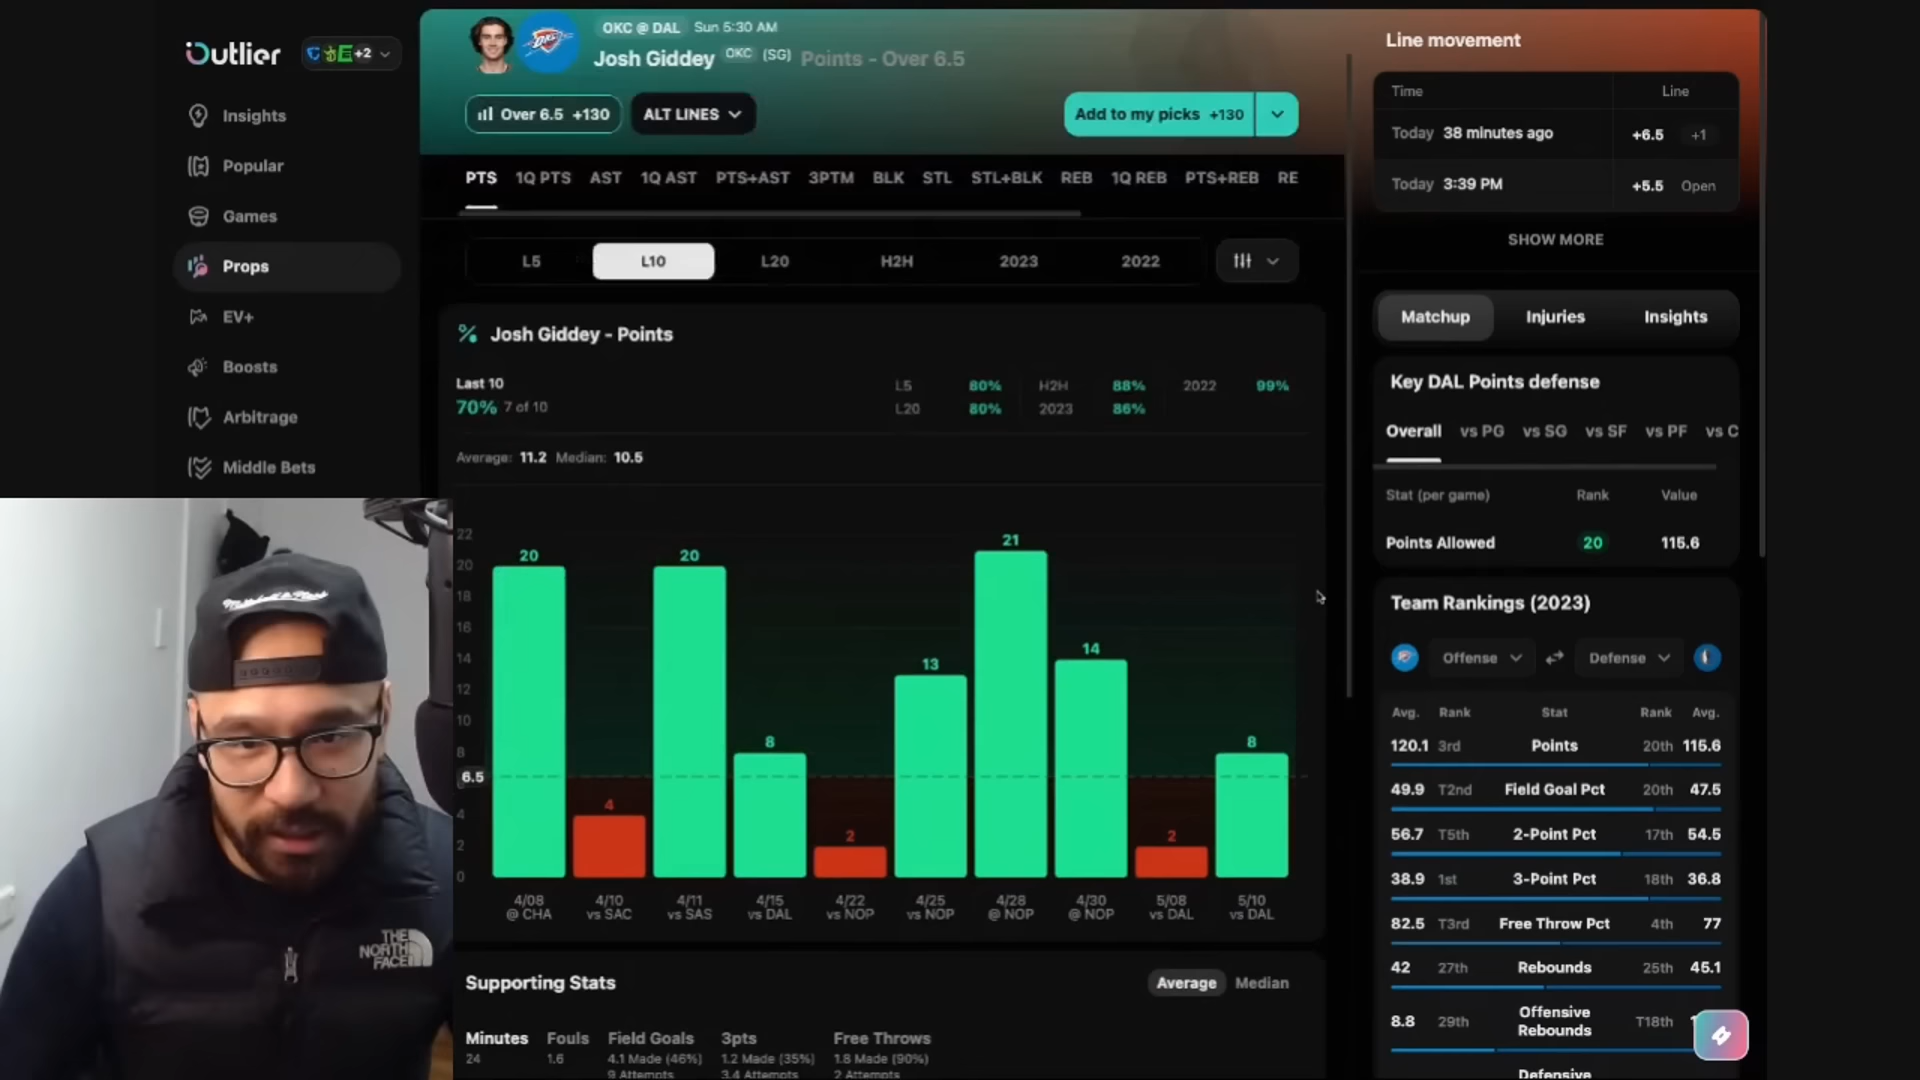 Outlier
+2
Insights
Popular
Games
Props
EV+
Boosts
Arbitrage
Middle Bets
OKC @ DAL Sun 5:30 AM
Josh Giddey OKC (SG) Points - Over 6.5
Over 6.5 +130
ALT LINES
Add to my picks +130
PTS 1Q PTS AST 1Q AST PTS+AST 3PTM BLK STL STL+BLK REB 1Q REB PTS+REB RE
L5 L10 L20 H2H 2023 2022
Josh Giddey - Points
Last 10
70% 7 of 10
L5 80% H2H 88% 2022 99%
L20 80% 2023 86%
Average: 11.2 Median: 10.5
22
20
18
16
14
12
10
8
6.5
4
2
0
20
4
20
8
2
13
21
14
2
8
4/08 4/10 4/11 4/15 4/22 4/25 4/28 4/30 5/08 5/10
@ CHA vs SAC vs SAS vs DAL vs NOP vs NOP @ NOP @ NOP vs DAL vs DAL
Supporting Stats
Average Median
Minutes Fouls Field Goals 3pts Free Throws
24 1.6 4.1 Made (46%) 1.2 Made (35%) 1.8 Made (90%)
9 Attempts 3.4 Attempts 2 Attempts
Line movement
Time Line
Today 38 minutes ago +6.5 +1
Today 3:39 PM +5.5 Open
SHOW MORE
Matchup Injuries Insights
Key DAL Points defense
Overall vs PG vs SG vs SF vs PF vs C
Stat (per game) Rank Value
Points Allowed 20 115.6
Team Rankings (2023)
Offense Defense
Avg. Rank Stat Rank Avg.
120.1 3rd Points 20th 115.6
49.9 T2nd Field Goal Pct 20th 47.5
56.7 T5th 2-Point Pct 17th 54.5
38.9 1st 3-Point Pct 18th 36.8
82.5 T3rd Free Throw Pct 4th 77
42 27th Rebounds 25th 45.1
8.8 29th Offensive Rebounds T18th
Defensive
Mitchell & Ness
THE
NORTH
FACE